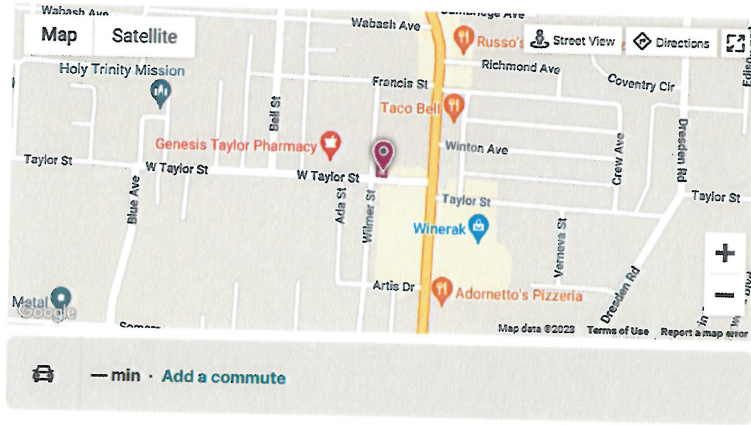 Wabash Ave
Cambridge Ave
Map
Satellite
Wabash Ave
Russo's
Street View
Directions
Holy Trinity Mission
Richmond Ave
Francis St
Coventry Cir
Bell St
Taco Bell
Genesis Taylor Pharmacy
Winton Ave
Crew Ave
Dresden Rd
Taylor St
W Taylor St
W Taylor St
Taylor St
Taylor St
Blue Ave
Ada St
Wilmer St
Winerak
Verneva St
Dresden Rd
+
Artis Dr
Adornetto's Pizzeria
−
Metal
Google
Map data ©2023
Terms of Use
Report a map error
— min · Add a commute